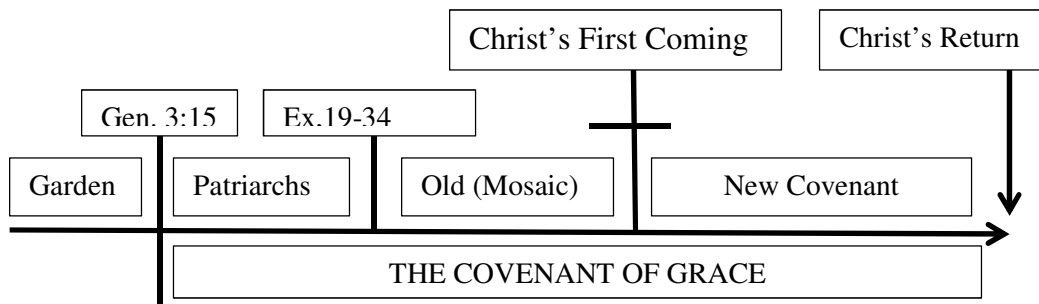 Christ's First Coming
Christ's Return
Gen. 3:15
Ex.19-34
Garden
Patriarchs
Old (Mosaic)
New Covenant
THE COVENANT OF GRACE